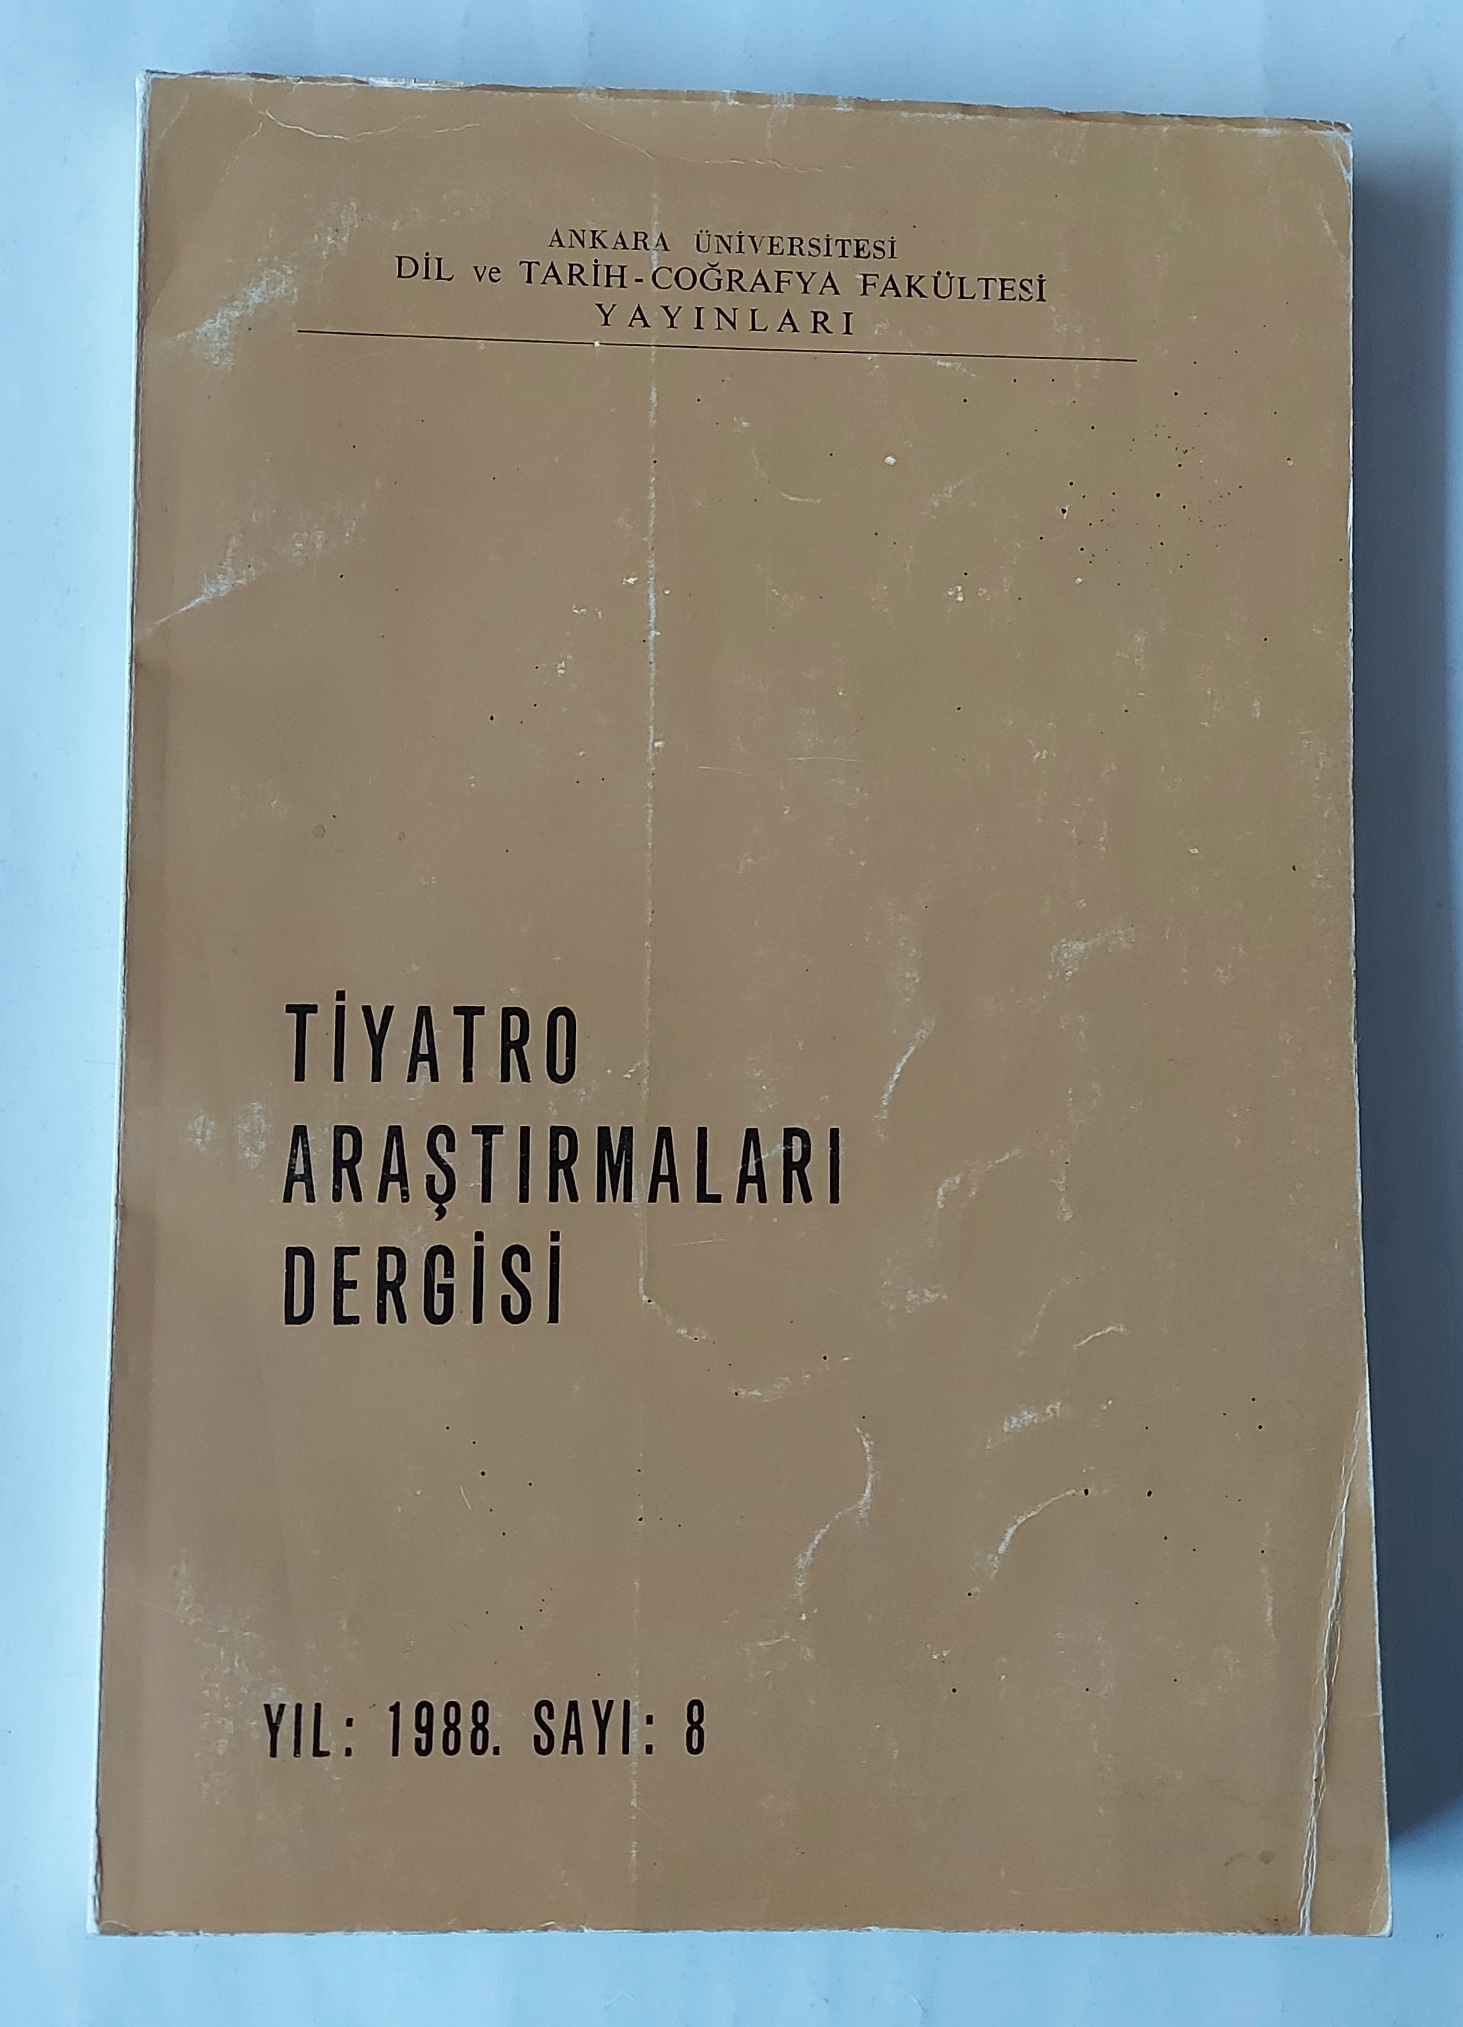 ANKARA ÜNİVERSİTESİ
DİL ve TARİH-COĞRAFYA FAKÜLTESİ
YAYINLARI
TİYATRO
ARAŞTIRMALARI
DERGİSİ
YIL: 1988. SAYI: 8